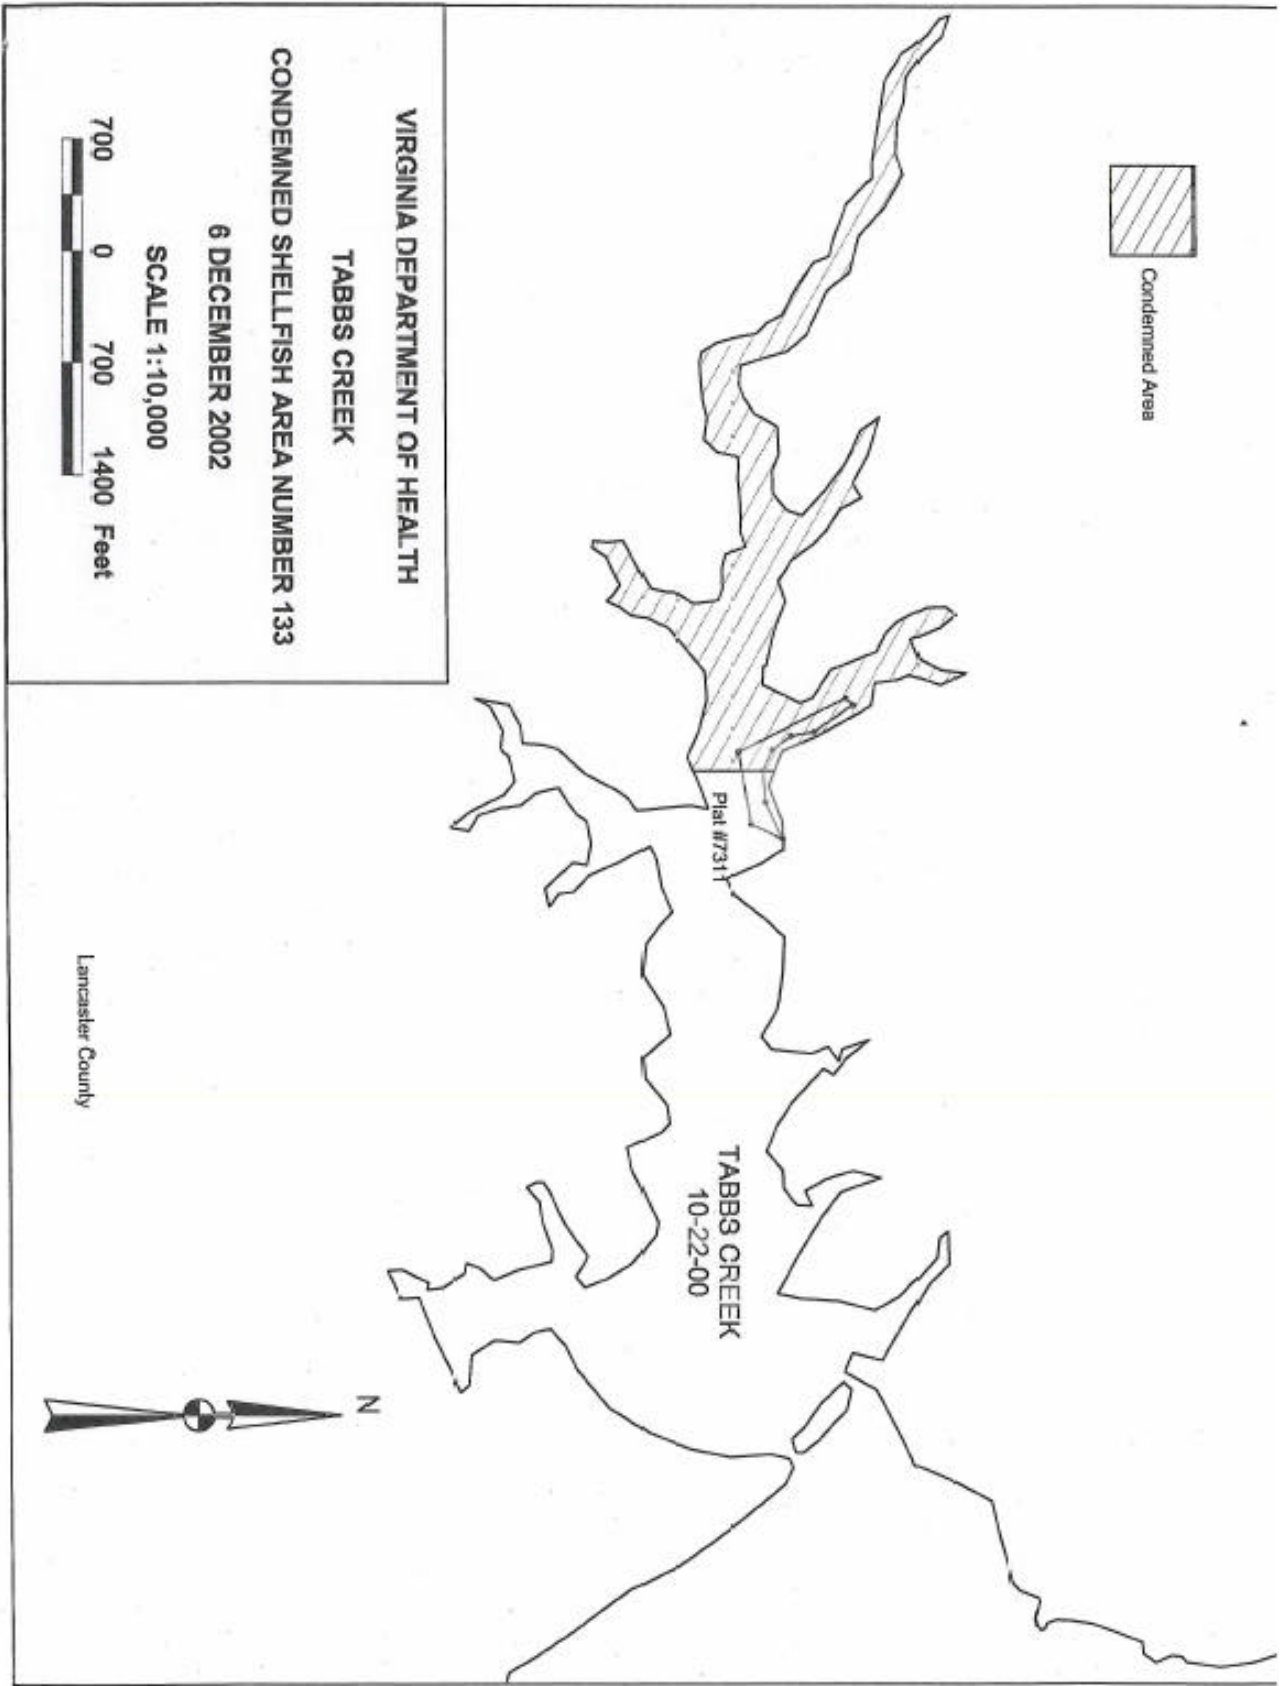 Condemned Area
Plat #7311
TABBS CREEK
10-22-00
N
Lancaster County
VIRGINIA DEPARTMENT OF HEALTH
TABBS CREEK
CONDEMNED SHELLFISH AREA NUMBER 133
6 DECEMBER 2002
SCALE 1:10,000
700 0 700 1400 Feet